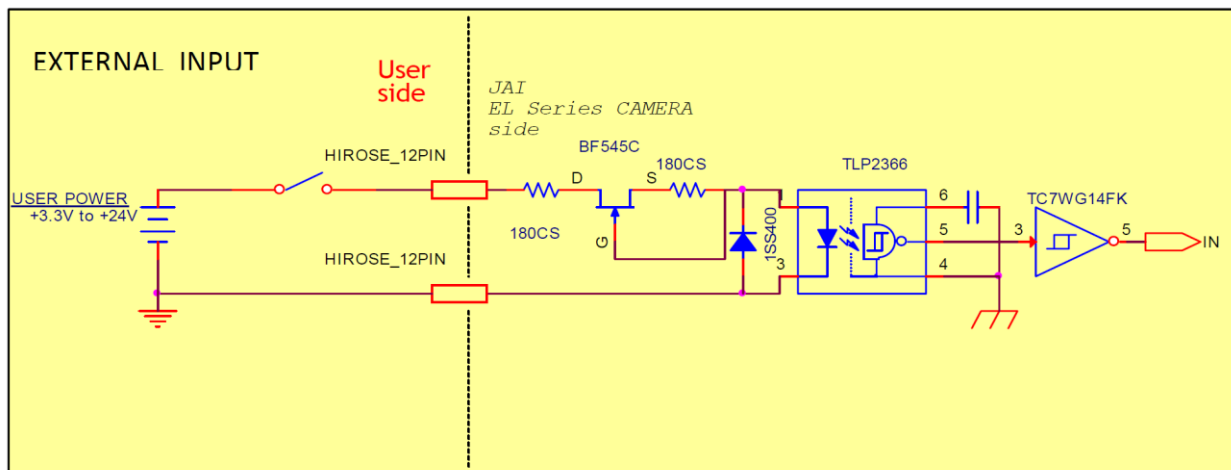 EXTERNAL INPUT
User
side
JAI
EL Series CAMERA
side
HIROSE_12PIN
BF545C
D
S
180CS
TLP2366
USER POWER
+3.3V to +24V
180CS
G
1SS400
6
5
4
3
TC7WG14FK
3
5
IN
HIROSE_12PIN